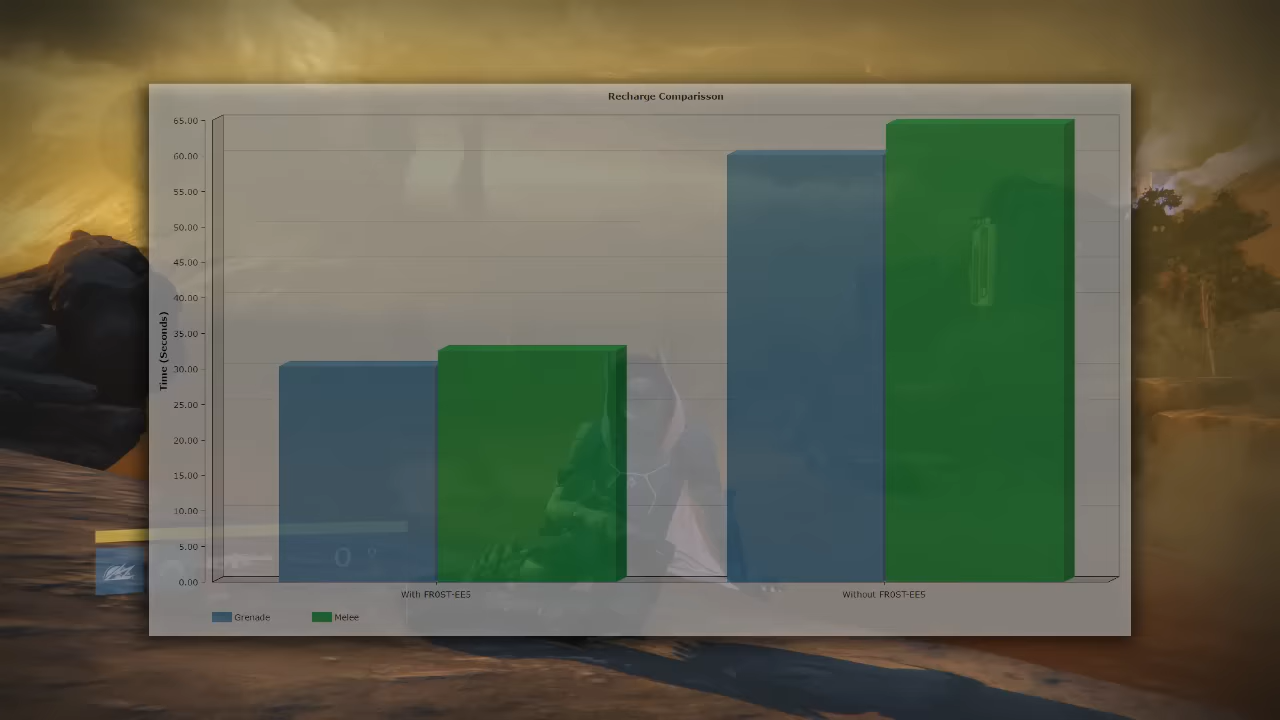 Recharge Comparisson
65.00
60.00
55.00
50.00
45.00
40.00
35.00
30.00
25.00
20.00
15.00
10.00
5.00
0.00
Time (Seconds)
With FR0ST-EE5
Without FR0ST-EE5
Grenade
Melee
0